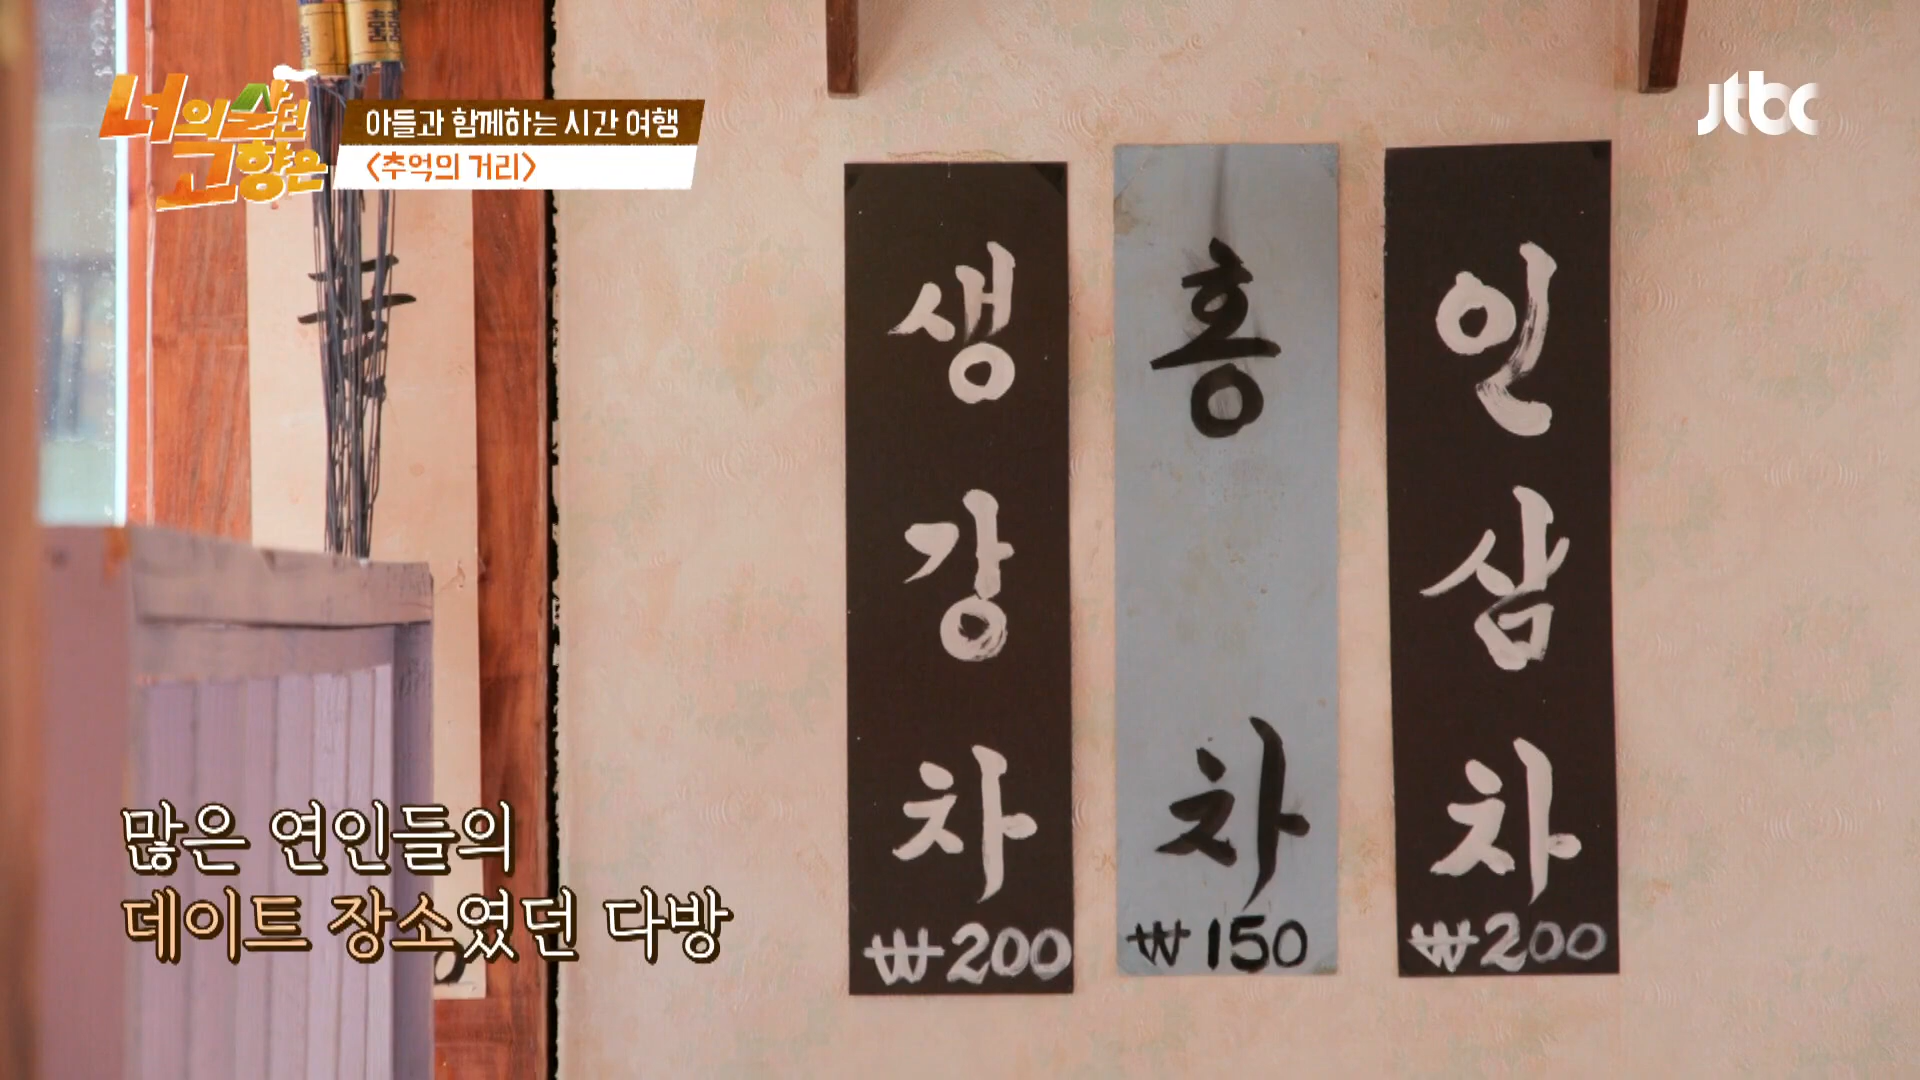 너의 살던
고향은
아들과 함께하는 시간 여행
<추억의 거리>
jtbc
생강차
₩200
홍차
₩150
인삼차
₩200
많은 연인들의
데이트 장소였던 다방